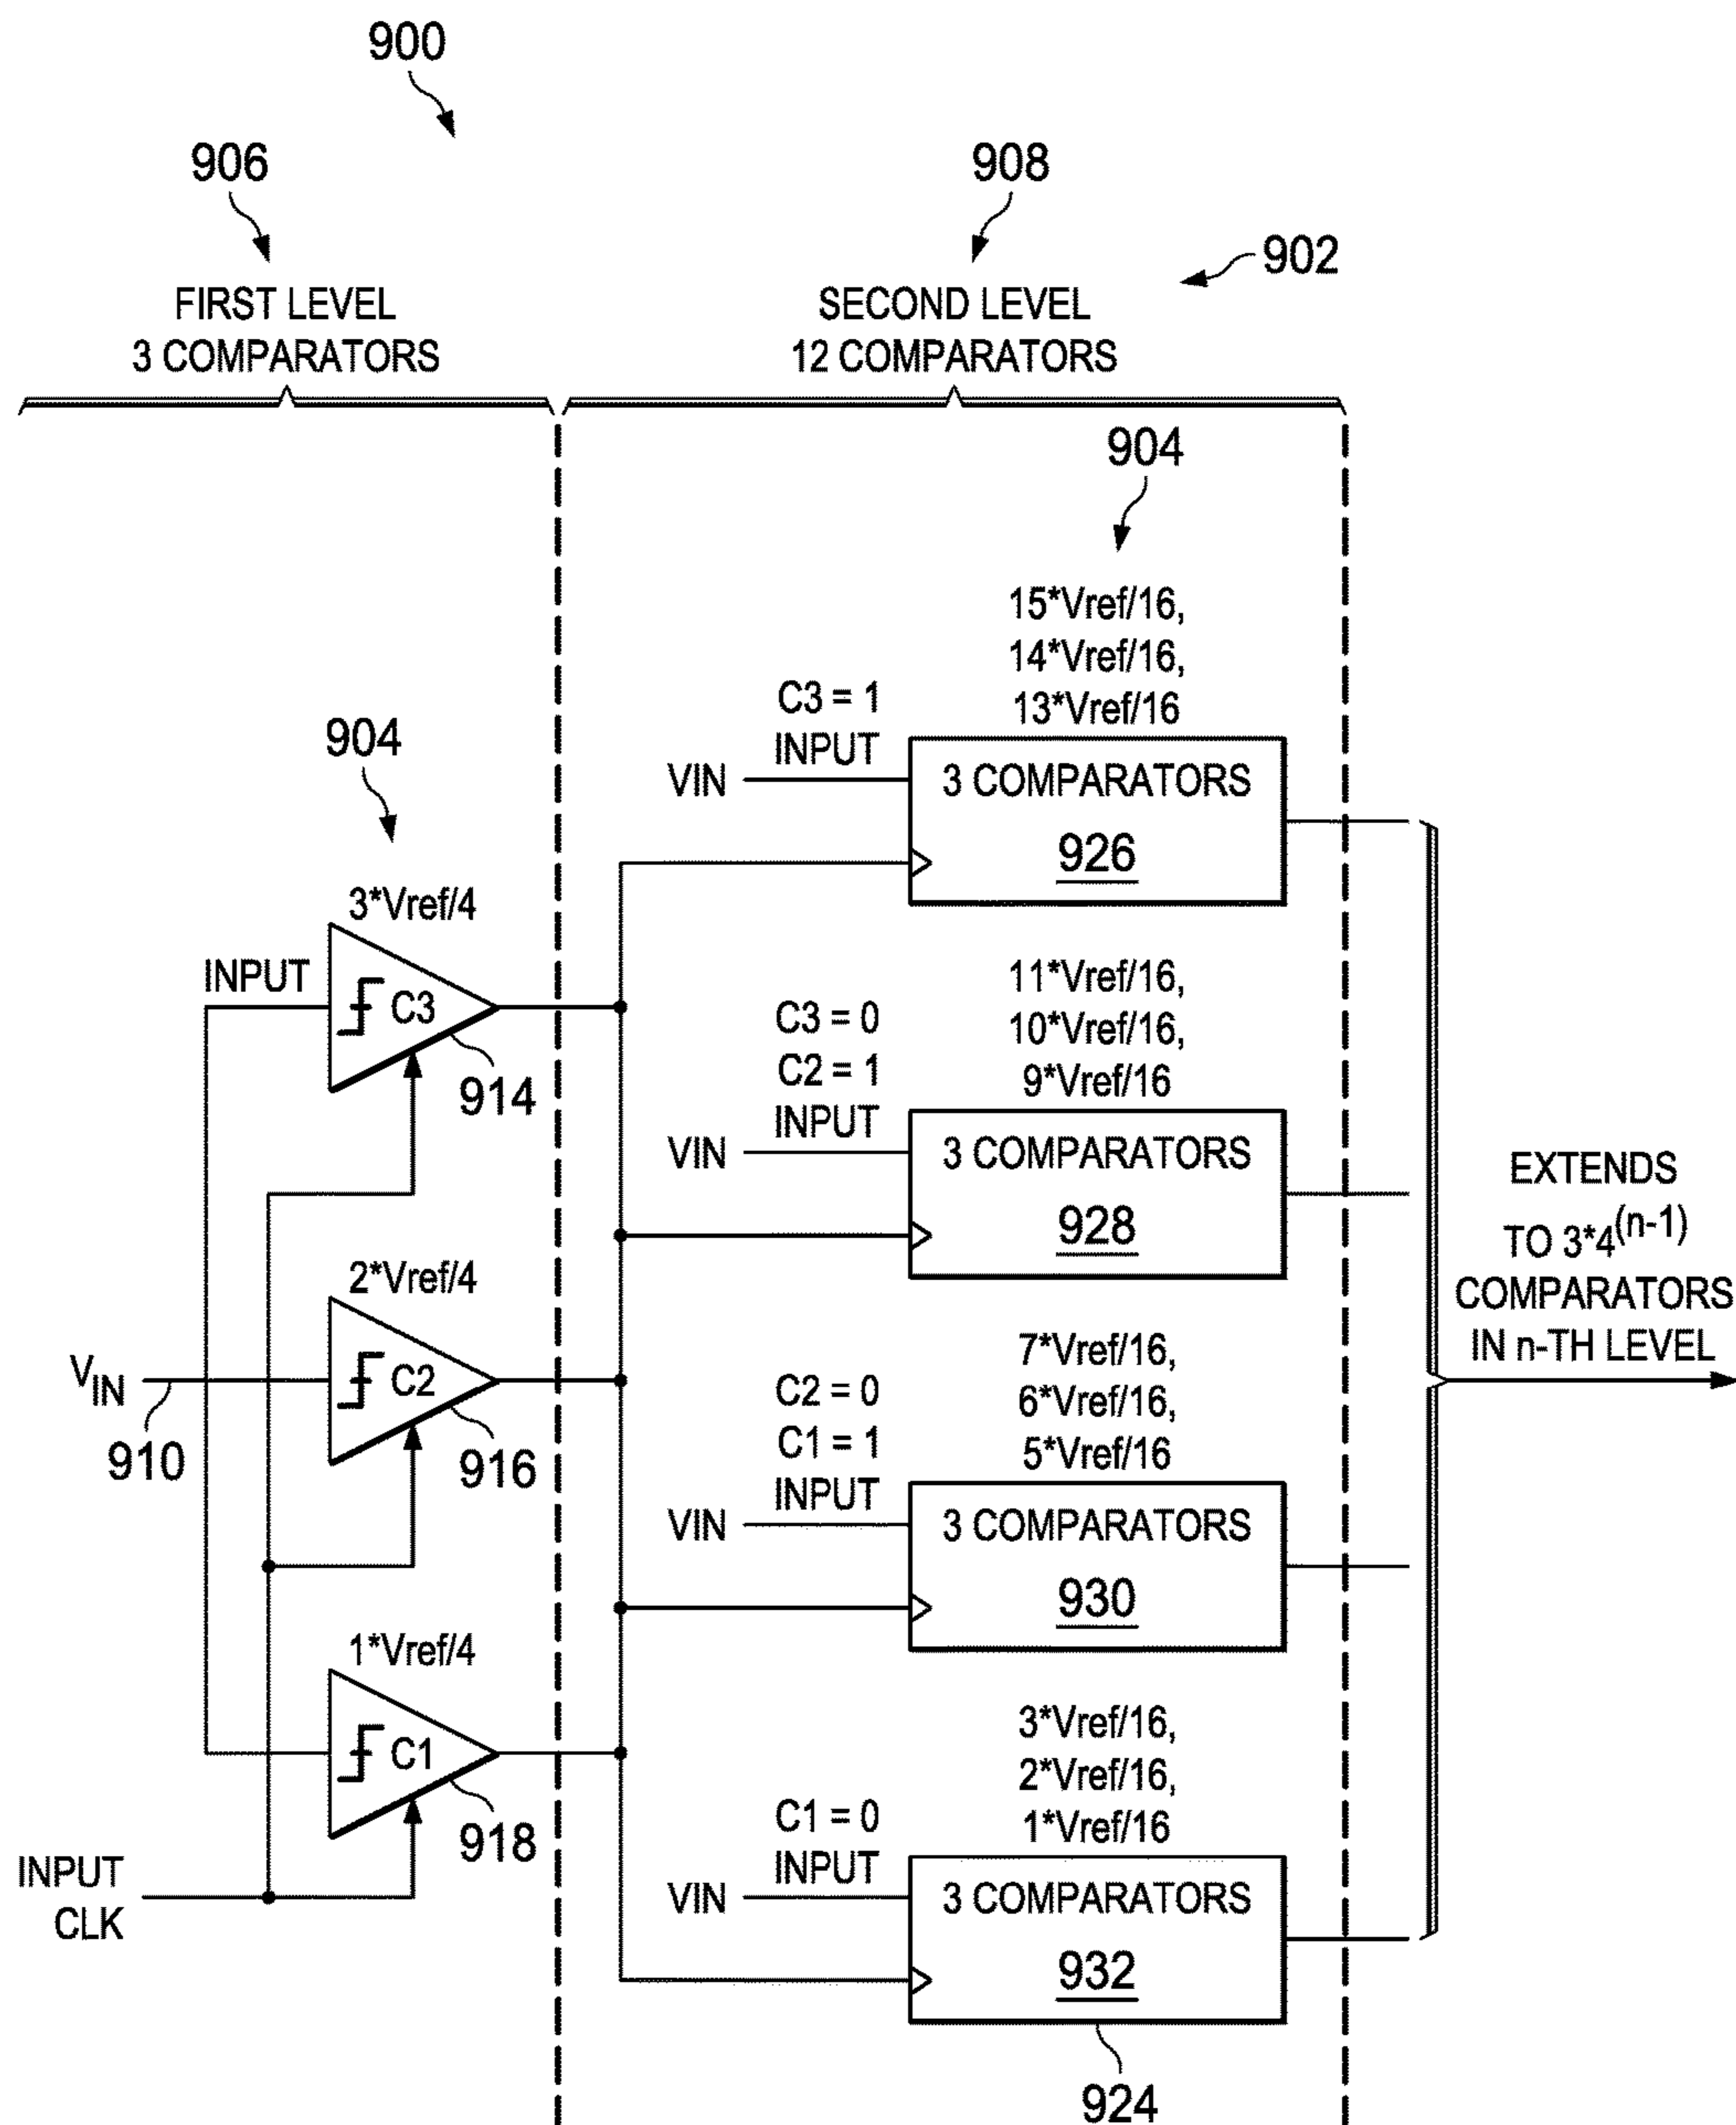 900
906
908
902
FIRST LEVEL
3 COMPARATORS
SECOND LEVEL
12 COMPARATORS
904
15*Vref/16,
14*Vref/16,
13*Vref/16
C3 = 1
INPUT
VIN
3 COMPARATORS
926
904
3*Vref/4
INPUT
C3
914
11*Vref/16,
10*Vref/16,
9*Vref/16
C3 = 0
C2 = 1
INPUT
VIN
3 COMPARATORS
928
2*Vref/4
VIN
C2
910
916
7*Vref/16,
6*Vref/16,
5*Vref/16
C2 = 0
C1 = 1
INPUT
VIN
3 COMPARATORS
930
EXTENDS
TO 3*4(n-1)
COMPARATORS
IN n-TH LEVEL
1*Vref/4
C1
918
INPUT
CLK
3*Vref/16,
2*Vref/16,
1*Vref/16
C1 = 0
INPUT
VIN
3 COMPARATORS
932
924